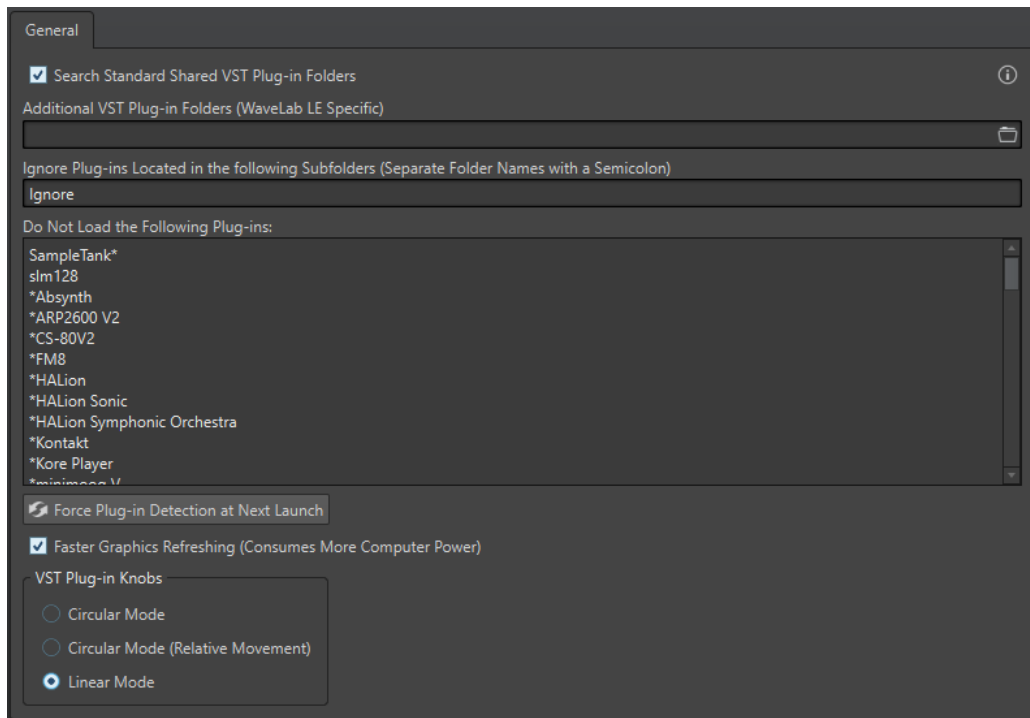 General
Search Standard Shared VST Plug-in Folders
Additional VST Plug-in Folders (WaveLab LE Specific)
Ignore Plug-ins Located in the following Subfolders (Separate Folder Names with a Semicolon)
Ignore
Do Not Load the Following Plug-ins:
SampleTank*
slm128
*Absynth
*ARP2600 V2
*CS-80V2
*FM8
*HALion
*HALion Sonic
*HALion Symphonic Orchestra
*Kontakt
*Kore Player
*minimoog V
Force Plug-in Detection at Next Launch
Faster Graphics Refreshing (Consumes More Computer Power)
VST Plug-in Knobs
Circular Mode
Circular Mode (Relative Movement)
Linear Mode